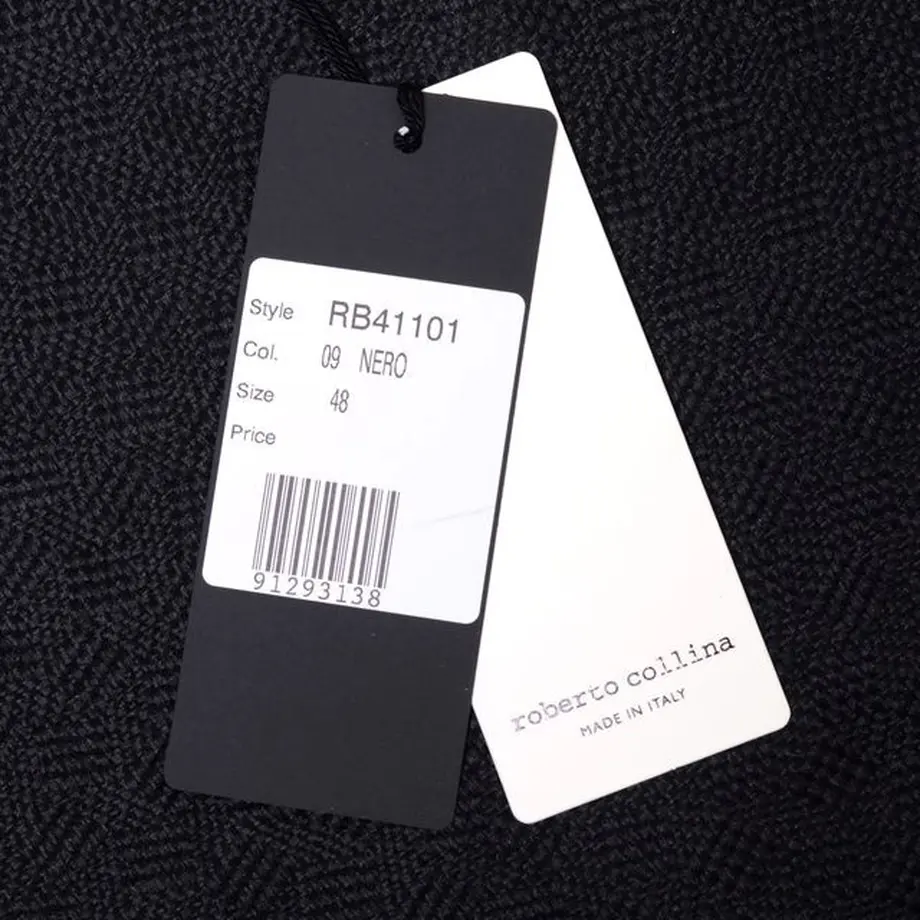 Style RB41101
Col. 09 NERO
Size 48
Price
91293138
roberto collina
MADE IN ITALY